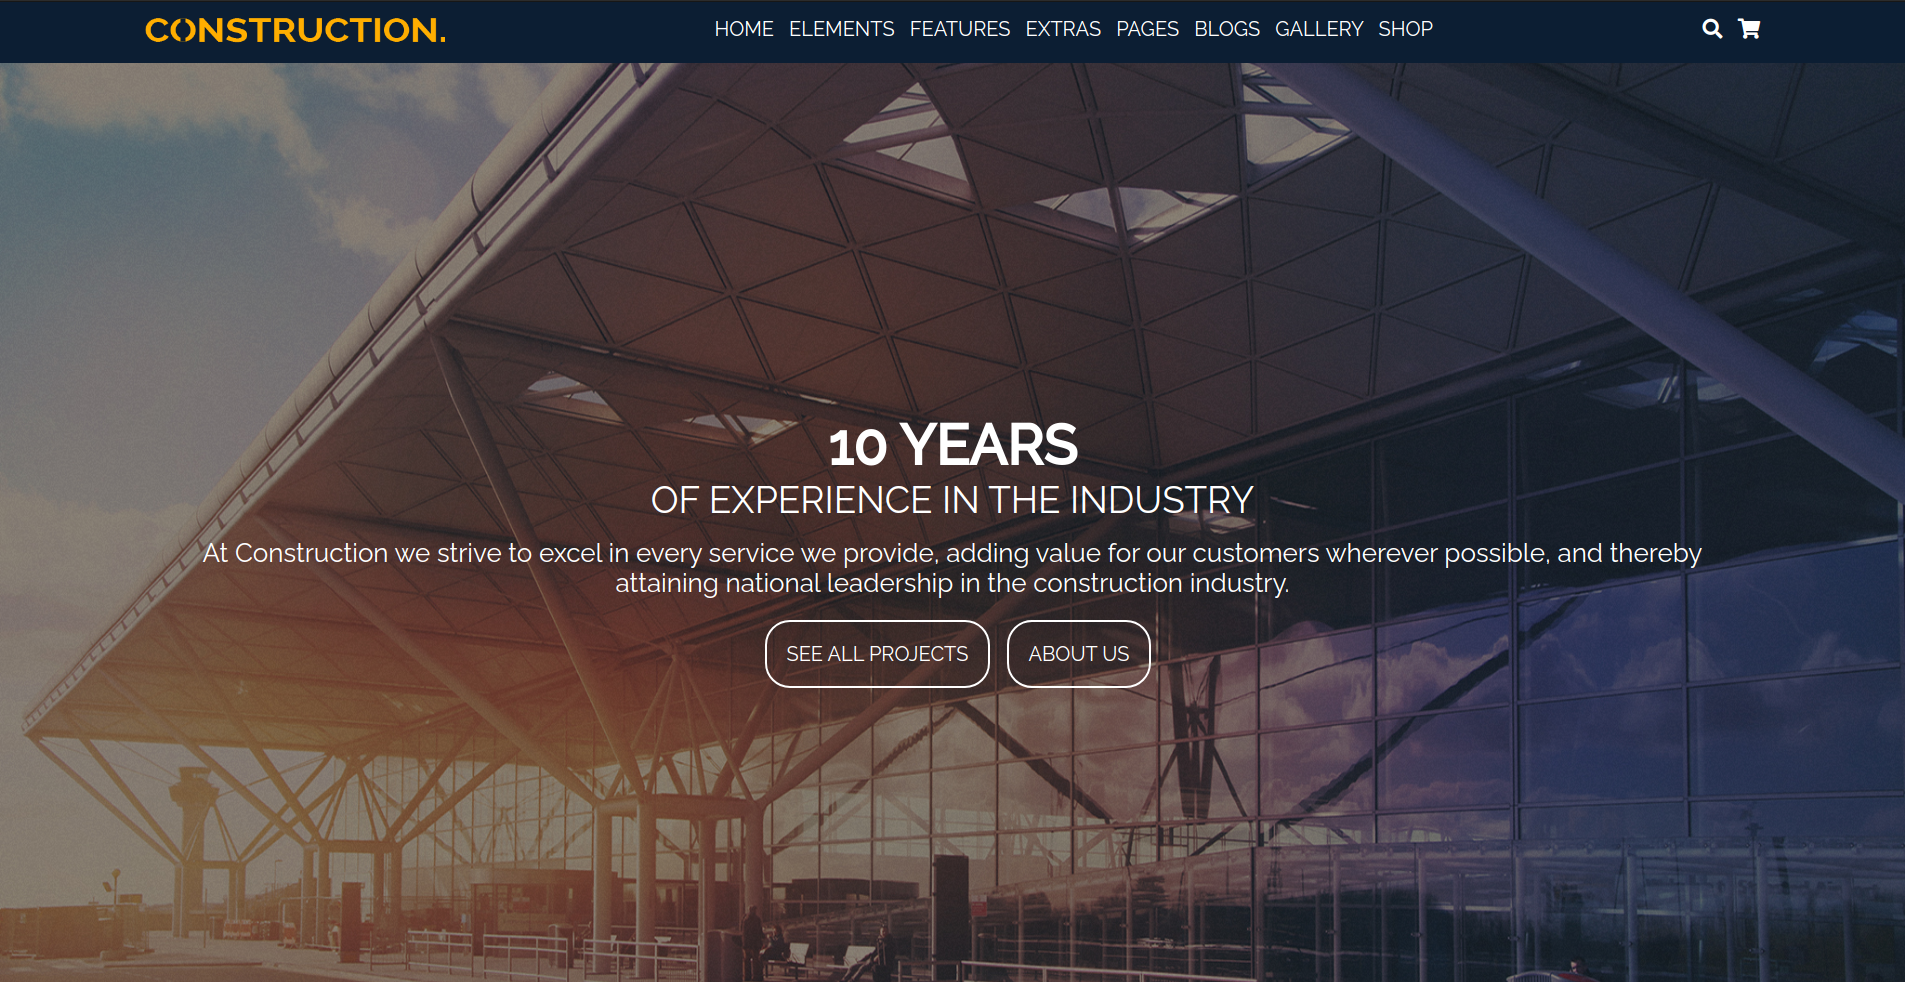 CONSTRUCTION.
HOME ELEMENTS FEATURES EXTRAS PAGES BLOGS GALLERY SHOP
10 YEARS
OF EXPERIENCE IN THE INDUSTRY
At Construction we strive to excel in every service we provide, adding value for our customers wherever possible, and thereby
attaining national leadership in the construction industry.
SEE ALL PROJECTS ABOUT US